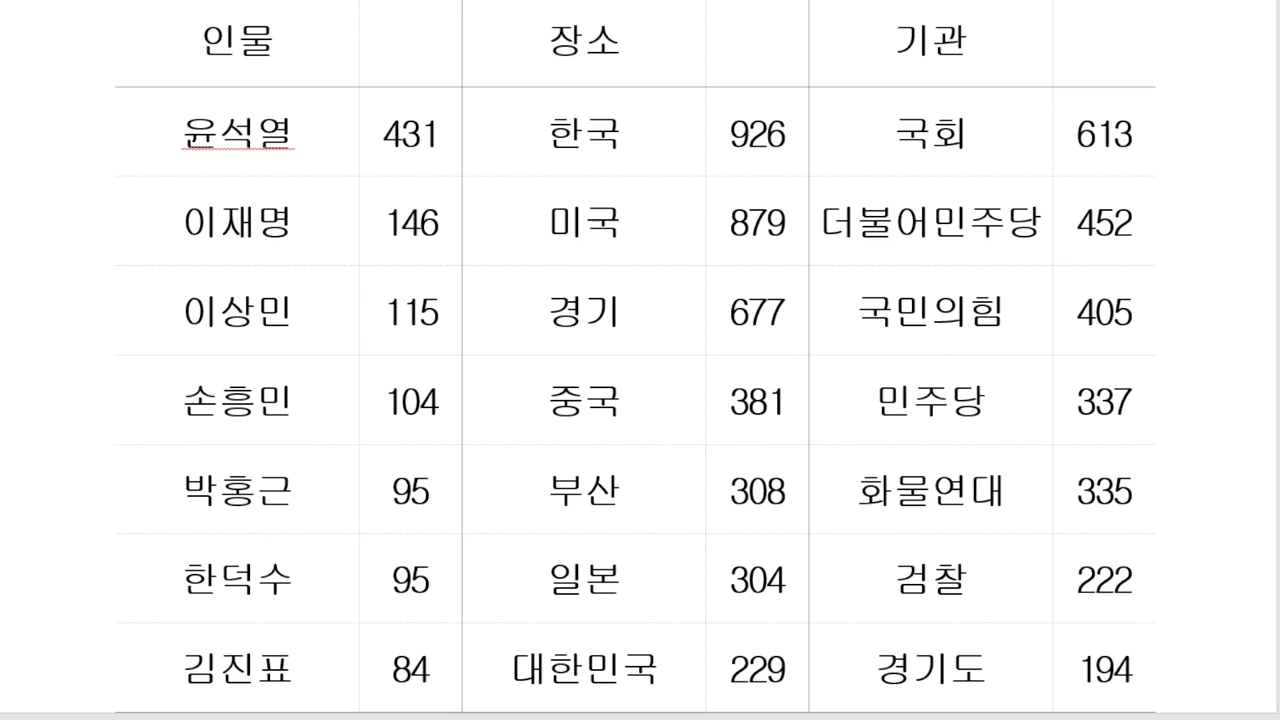 인물 장소 기관
윤석열 431 한국 926 국회 613
이재명 146 미국 879 더불어민주당 452
이상민 115 경기 677 국민의힘 405
손흥민 104 중국 381 민주당 337
박홍근 95 부산 308 화물연대 335
한덕수 95 일본 304 검찰 222
김진표 84 대한민국 229 경기도 194